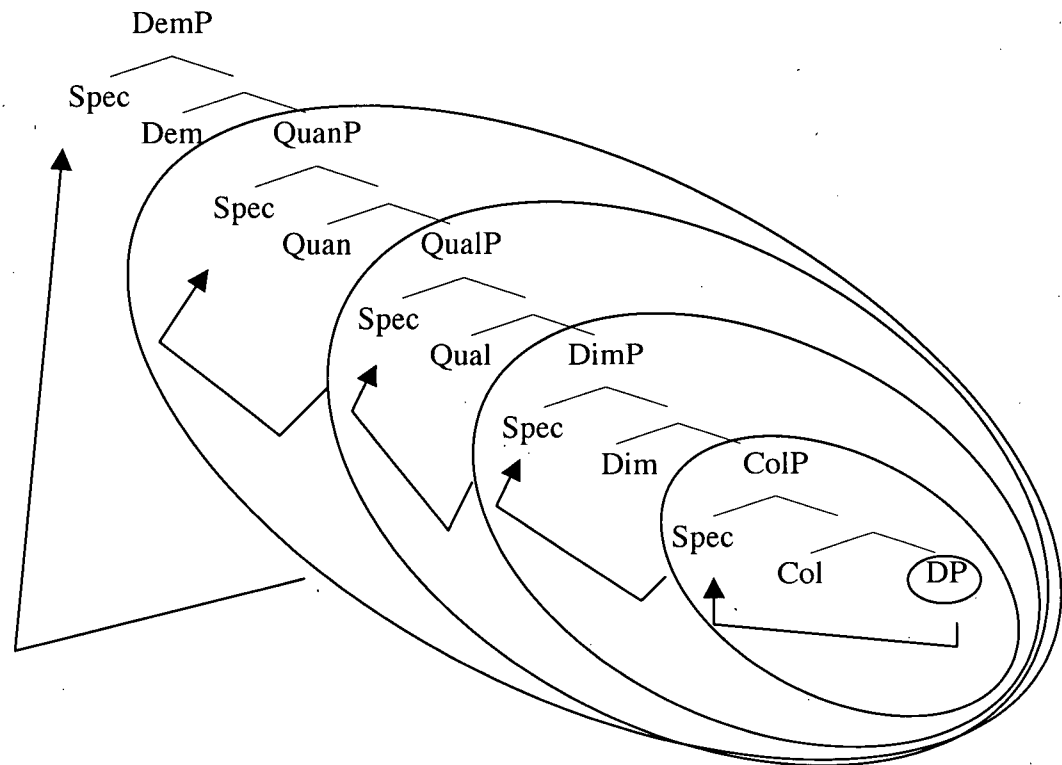 DemP
Spec
Dem QuanP
Spec
Quan QualP
Spec
Qual DimP
Spec
Dim ColP
Spec
Col DP